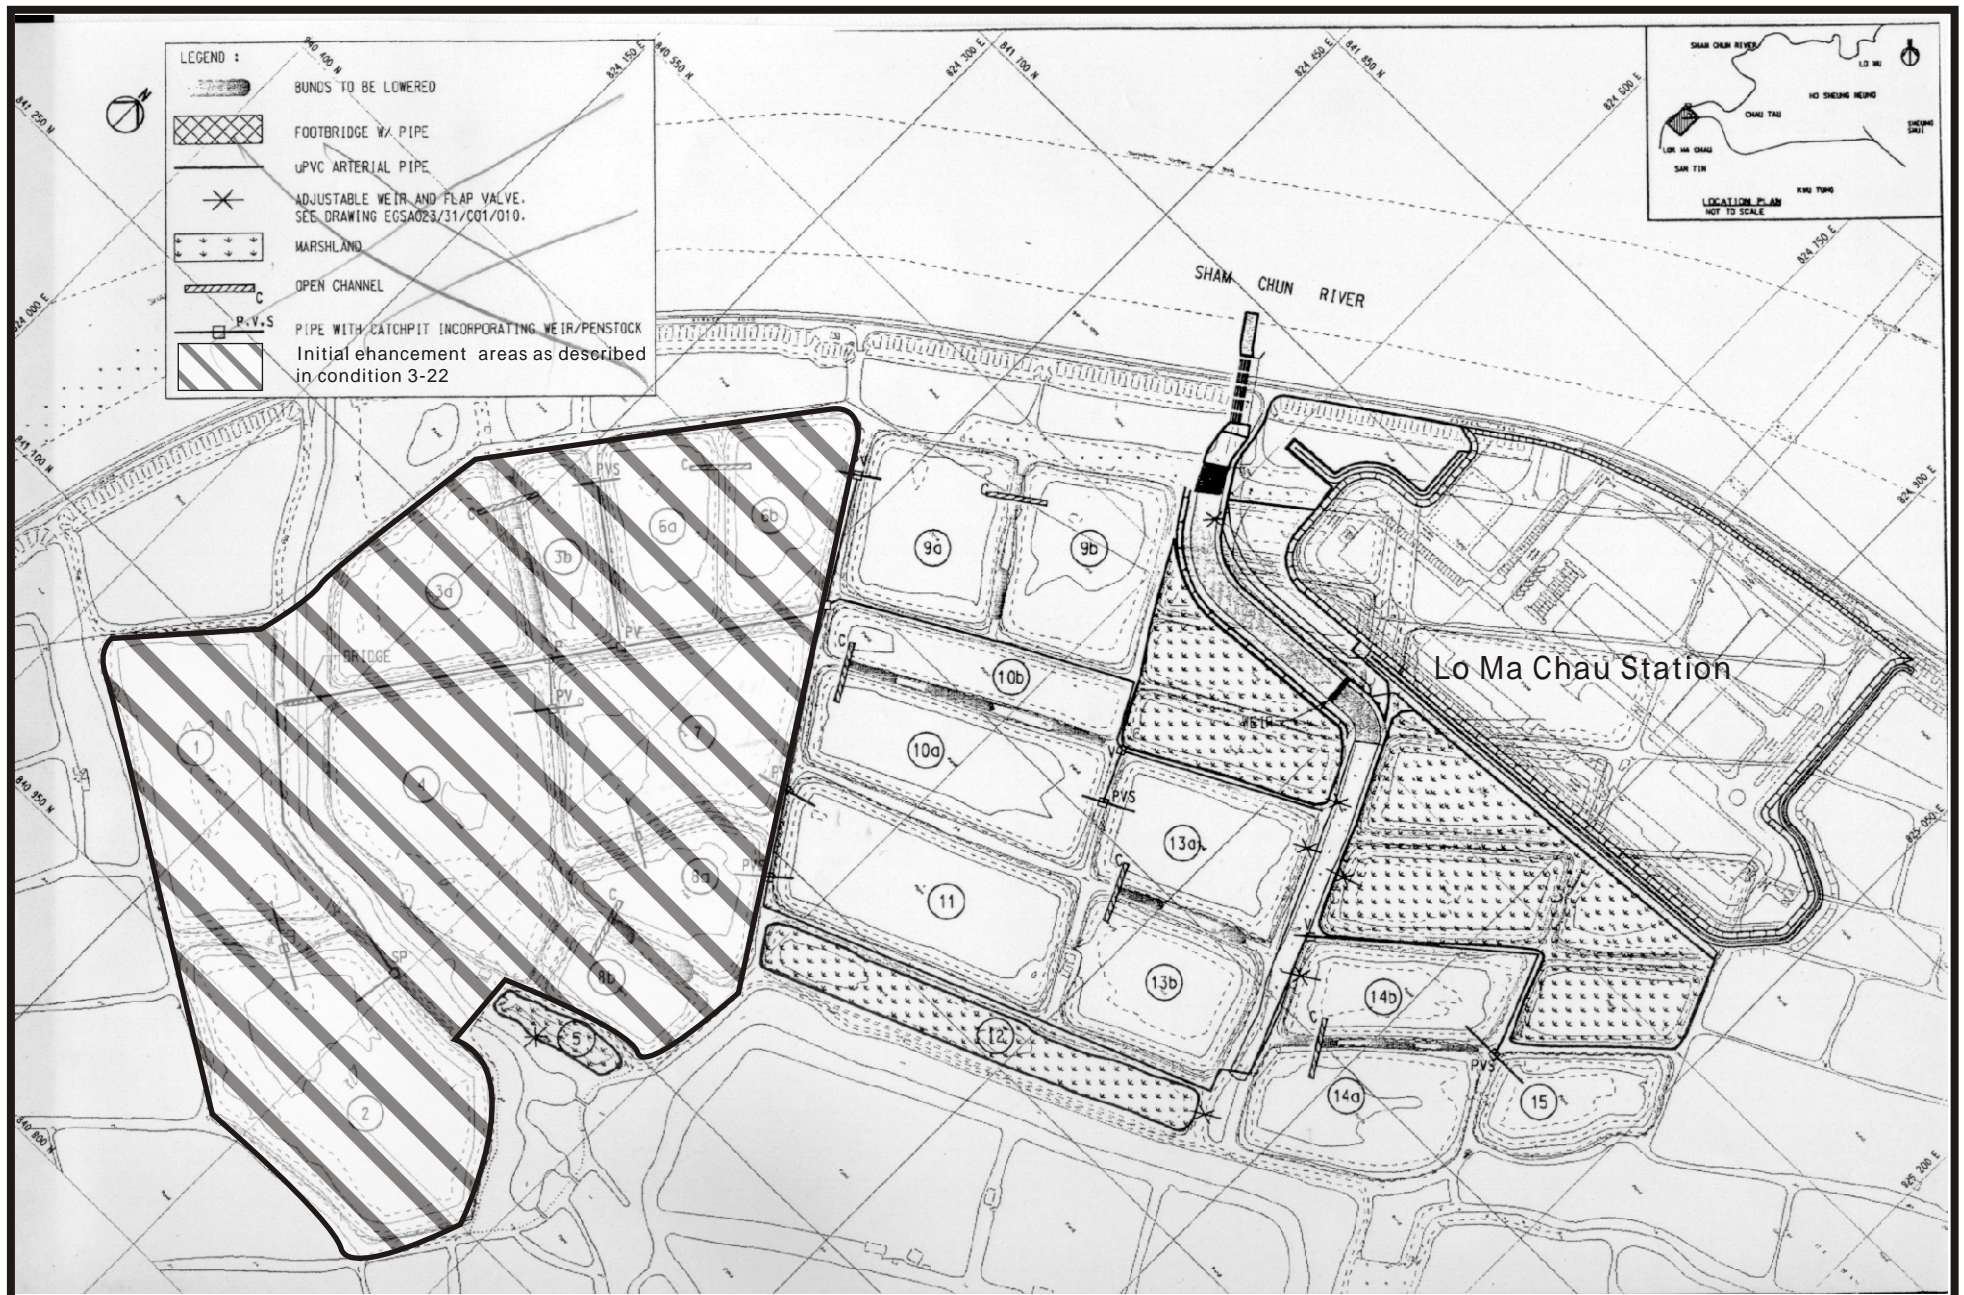 LEGEND :
BUNDS TO BE LOWERED
FOOTBRIDGE W/ PIPE
uPVC ARTERIAL PIPE
ADJUSTABLE WEIR AND FLAP VALVE.
SEE DRAWING EGSA023/31/C01/010.
MARSHLAND
OPEN CHANNEL
C
P.V.S
PIPE WITH CATCHPIT INCORPORATING WEIR/PENSTOCK
Initial ehancement areas as described
in condition 3-22
N
840 400 N
824 150 E
840 550 N
824 300 E
841 700 N
824 450 E
841 850 N
824 600 E
824 750 E
824 900 E
825 050 E
825 200 E
841 250 N
824 000 E
841 100 N
840 950 N
840 800 N
SHAM CHUN RIVER
LO WU
HO SHEUNG HEUNG
CHAU TAU
SHEUNG
SHUI
LOK MA CHAU
SAN TIN
KWU TUNG
LOCATION PLAN
NOT TO SCALE
SHAM CHUN RIVER
Lo Ma Chau Station
BRIDGE
WEIR
1
2
3a
3b
4
5
6a
6b
7
8a
8b
9a
9b
10a
10b
11
12
13a
13b
14a
14b
15
C
PVS
C
V
C
P
PV
PV
C
PVS
V
PVS
C
C
SP
C
PVS